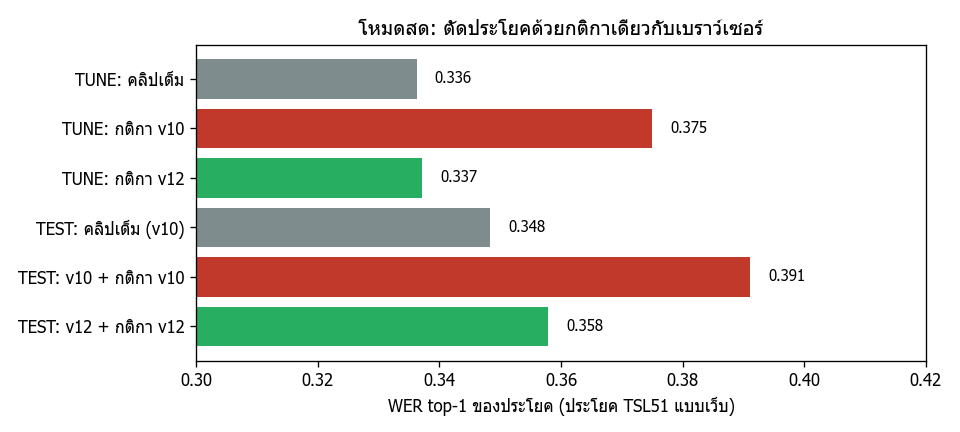 โหมดสด: ตัดประโยคด้วยกติกาเดียวกับเบราว์เซอร์
TUNE: คลิปเต็ม 0.336
TUNE: กติกา v10 0.375
TUNE: กติกา v12 0.337
TEST: คลิปเต็ม (v10) 0.348
TEST: v10 + กติกา v10 0.391
TEST: v12 + กติกา v12 0.358
0.30 0.32 0.34 0.36 0.38 0.40 0.42
WER top-1 ของประโยค (ประโยค TSL51 แบบเว็บ)